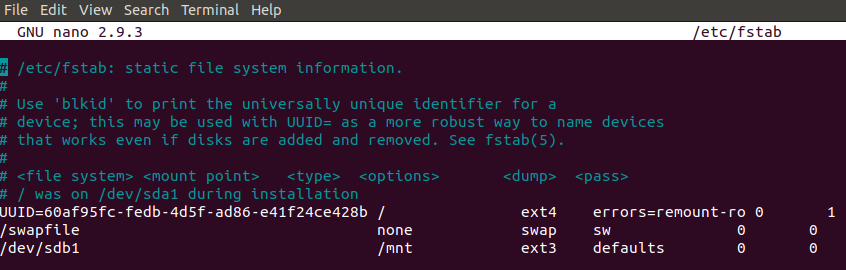 File Edit View Search Terminal Help
GNU nano 2.9.3 /etc/fstab
# /etc/fstab: static file system information.
#
# Use 'blkid' to print the universally unique identifier for a
# device; this may be used with UUID= as a more robust way to name devices
# that works even if disks are added and removed. See fstab(5).
#
# <file system> <mount point>   <type>  <options>       <dump>  <pass>
# / was on /dev/sda1 during installation
UUID=60af95fc-fedb-4d5f-ad86-e41f24ce428b /               ext4    errors=remount-ro 0       1
/swapfile                                 none            swap    sw              0       0
/dev/sdb1                                 /mnt            ext3    defaults        0       0